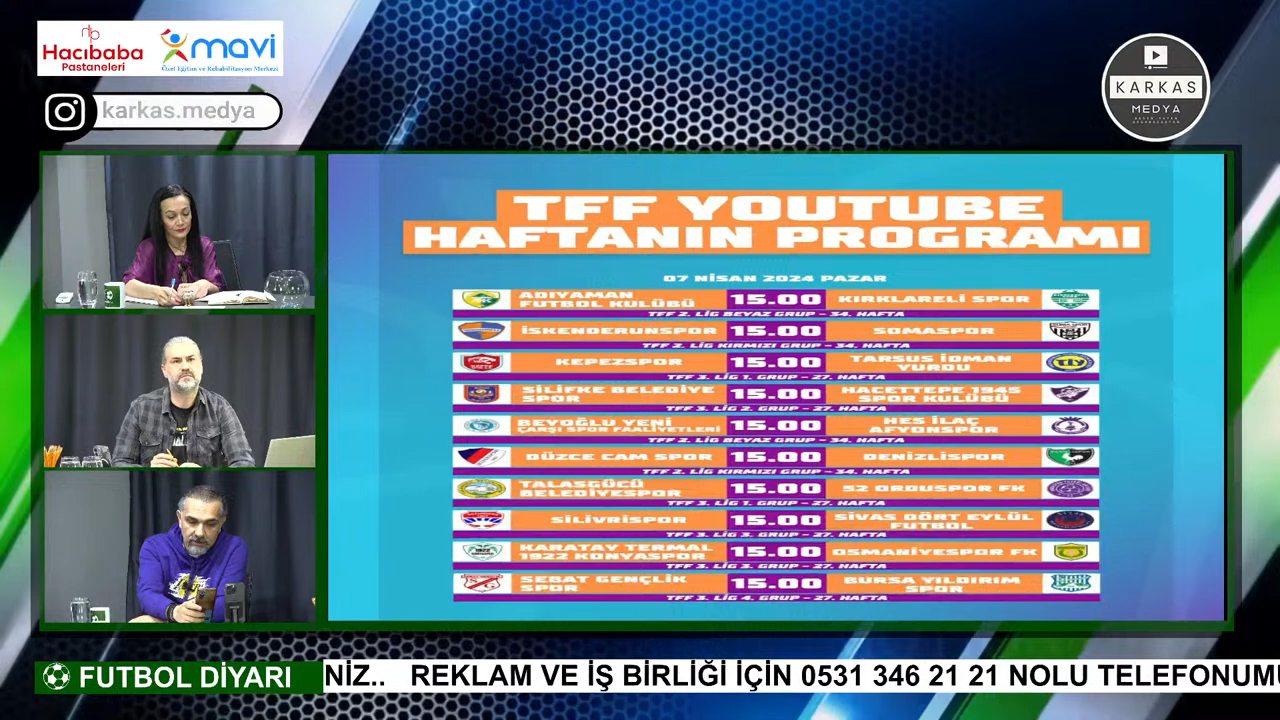 Hacıbaba
Pastaneleri
mavi
Özel Eğitim ve Rehabilitasyon Merkezi
karkas.medya
KARKAS
MEDYA
TFF YOUTUBE
HAFTANIN PROGRAMI
07 NİSAN 2024 PAZAR
ADIYAMAN FUTBOL KULÜBÜ 15.00 KIRKLARELİ SPOR
TFF 2. LİG BEYAZ GRUP - 34. HAFTA
İSKENDERUNSPOR 15.00 SOMASPOR
TFF 2. LİG KIRMIZI GRUP - 34. HAFTA
KEPEZSPOR 15.00 TARSUS İDMAN YURDU
TFF 3. LİG 1. GRUP - 27. HAFTA
SİLİFKE BELEDİYE SPOR 15.00 HACETTEPE 1945 SPOR KULÜBÜ
TFF 3. LİG 2. GRUP - 27. HAFTA
BEYOĞLU YENİ ÇARŞI SPOR FAALİYETLERİ 15.00 HES İLAÇ AFYONSPOR
TFF 2. LİG BEYAZ GRUP - 34. HAFTA
DÜZCE CAM SPOR 15.00 DENİZLİSPOR
TFF 2. LİG KIRMIZI GRUP - 34. HAFTA
TALASGÜCÜ BELEDİYESPOR 15.00 52 ORDUSPOR FK
TFF 3. LİG 1. GRUP - 27. HAFTA
SİLİVRİSPOR 15.00 SİVAS DÖRT EYLÜL FUTBOL
TFF 3. LİG 3. GRUP - 27. HAFTA
KARATAY TERMAL 1922 KONYASPOR 15.00 OSMANİYESPOR FK
TFF 3. LİG 3. GRUP - 27. HAFTA
SEBAT GENÇLİK SPOR 15.00 BURSA YILDIRIM SPOR
TFF 3. LİG 4. GRUP - 27. HAFTA
FUTBOL DİYARI NİZ.. REKLAM VE İŞ BİRLİĞİ İÇİN 0531 346 21 21 NOLU TELEFONUMU